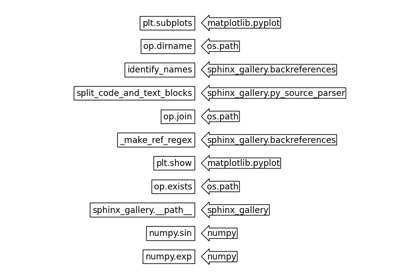 plt.subplots matplotlib.pyplot
op.dirname os.path
identify_names sphinx_gallery.backreferences
split_code_and_text_blocks sphinx_gallery.py_source_parser
op.join os.path
_make_ref_regex sphinx_gallery.backreferences
plt.show matplotlib.pyplot
op.exists os.path
sphinx_gallery.__path__ sphinx_gallery
numpy.sin numpy
numpy.exp numpy